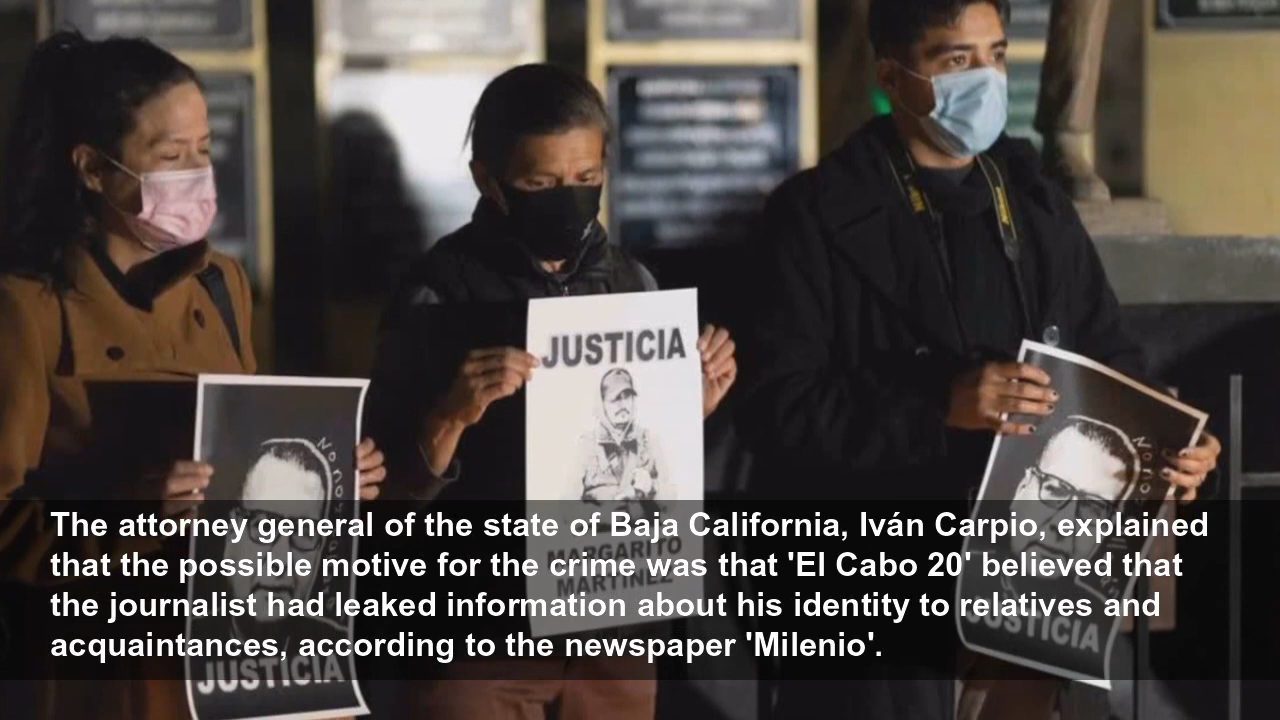 JUSTICIA
MARGARITO
MARTÍNEZ
JUSTICIA
JUSTICIA
The attorney general of the state of Baja California, Iván Carpio, explained
that the possible motive for the crime was that 'El Cabo 20' believed that
the journalist had leaked information about his identity to relatives and
acquaintances, according to the newspaper 'Milenio'.